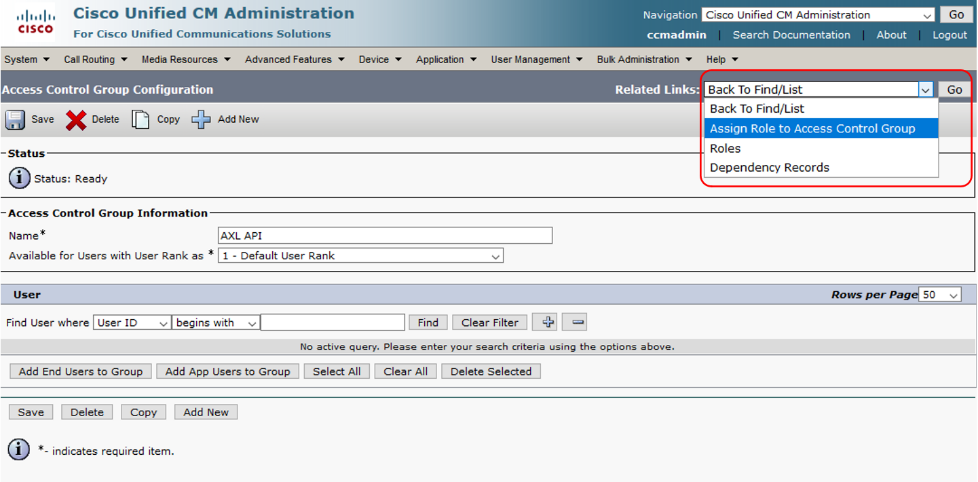 Cisco Unified CM Administration
For Cisco Unified Communications Solutions
CISCO
Navigation Cisco Unified CM Administration Go
ccmadmin | Search Documentation | About | Logout
System Call Routing Media Resources Advanced Features Device Application User Management Bulk Administration Help
Access Control Group Configuration
Related Links: Back To Find/List Go
Back To Find/List
Assign Role to Access Control Group
Roles
Dependency Records
Save Delete Copy Add New
Status
Status: Ready
Access Control Group Information
Name* AXL API
Available for Users with User Rank as * 1 - Default User Rank
User Rows per Page 50
Find User where User ID begins with Find Clear Filter
No active query. Please enter your search criteria using the options above.
Add End Users to Group Add App Users to Group Select All Clear All Delete Selected
Save Delete Copy Add New
*- indicates required item.